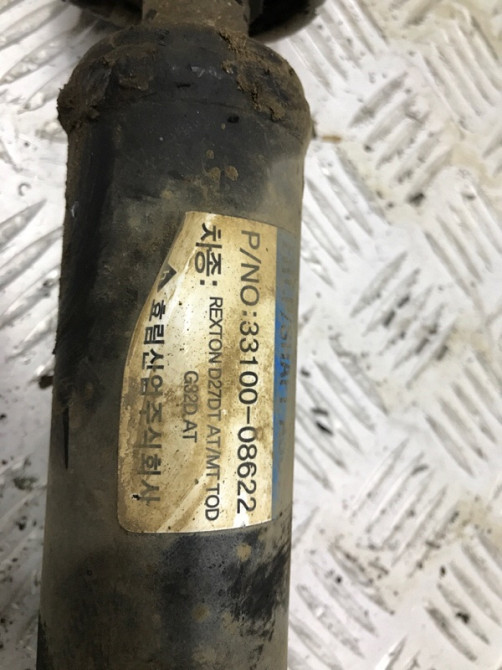 P/NO:33100-08622
차종: REXTON D27DT AT/MT TOD
G32D AT
효림산업주식회사